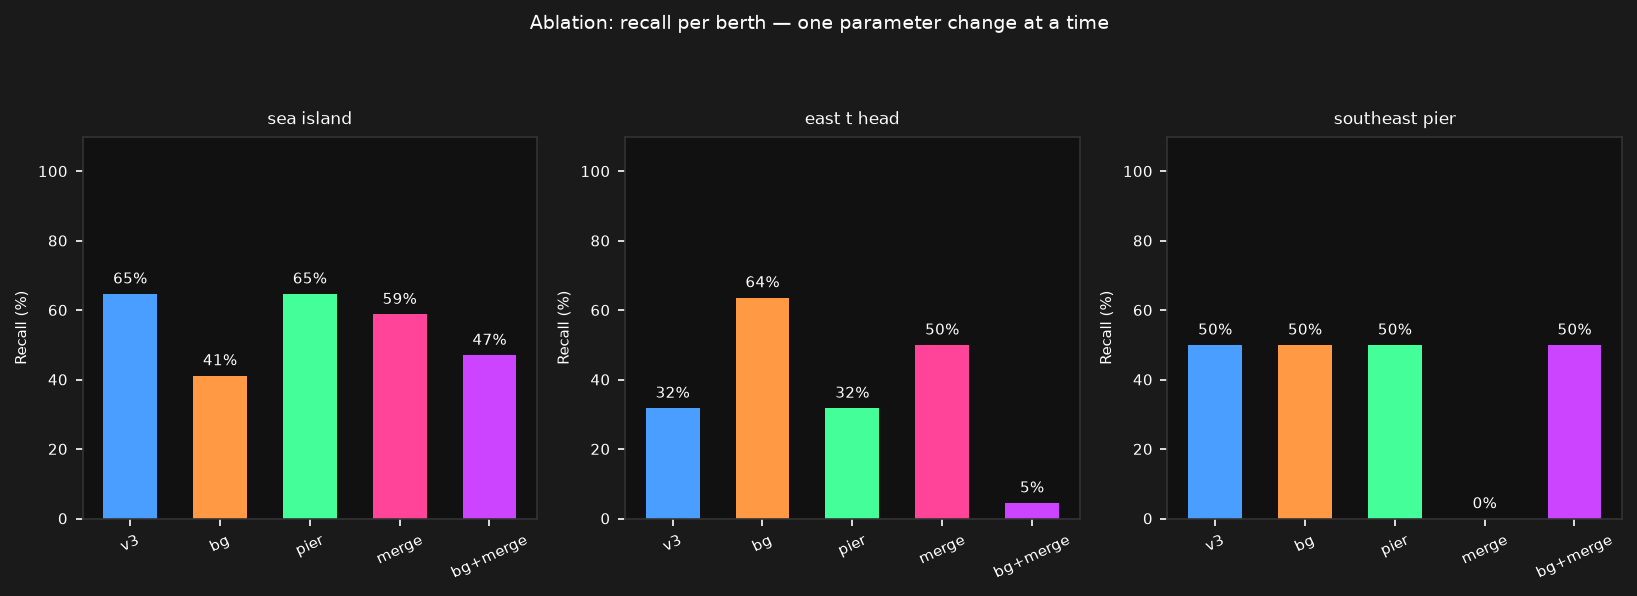 Ablation: recall per berth — one parameter change at a time
sea island
Recall (%)
100
80
60
40
20
0
65%
41%
65%
59%
47%
v3
bg
pier
merge
bg+merge
east t head
Recall (%)
100
80
60
40
20
0
32%
64%
32%
50%
5%
v3
bg
pier
merge
bg+merge
southeast pier
Recall (%)
100
80
60
40
20
0
50%
50%
50%
0%
50%
v3
bg
pier
merge
bg+merge